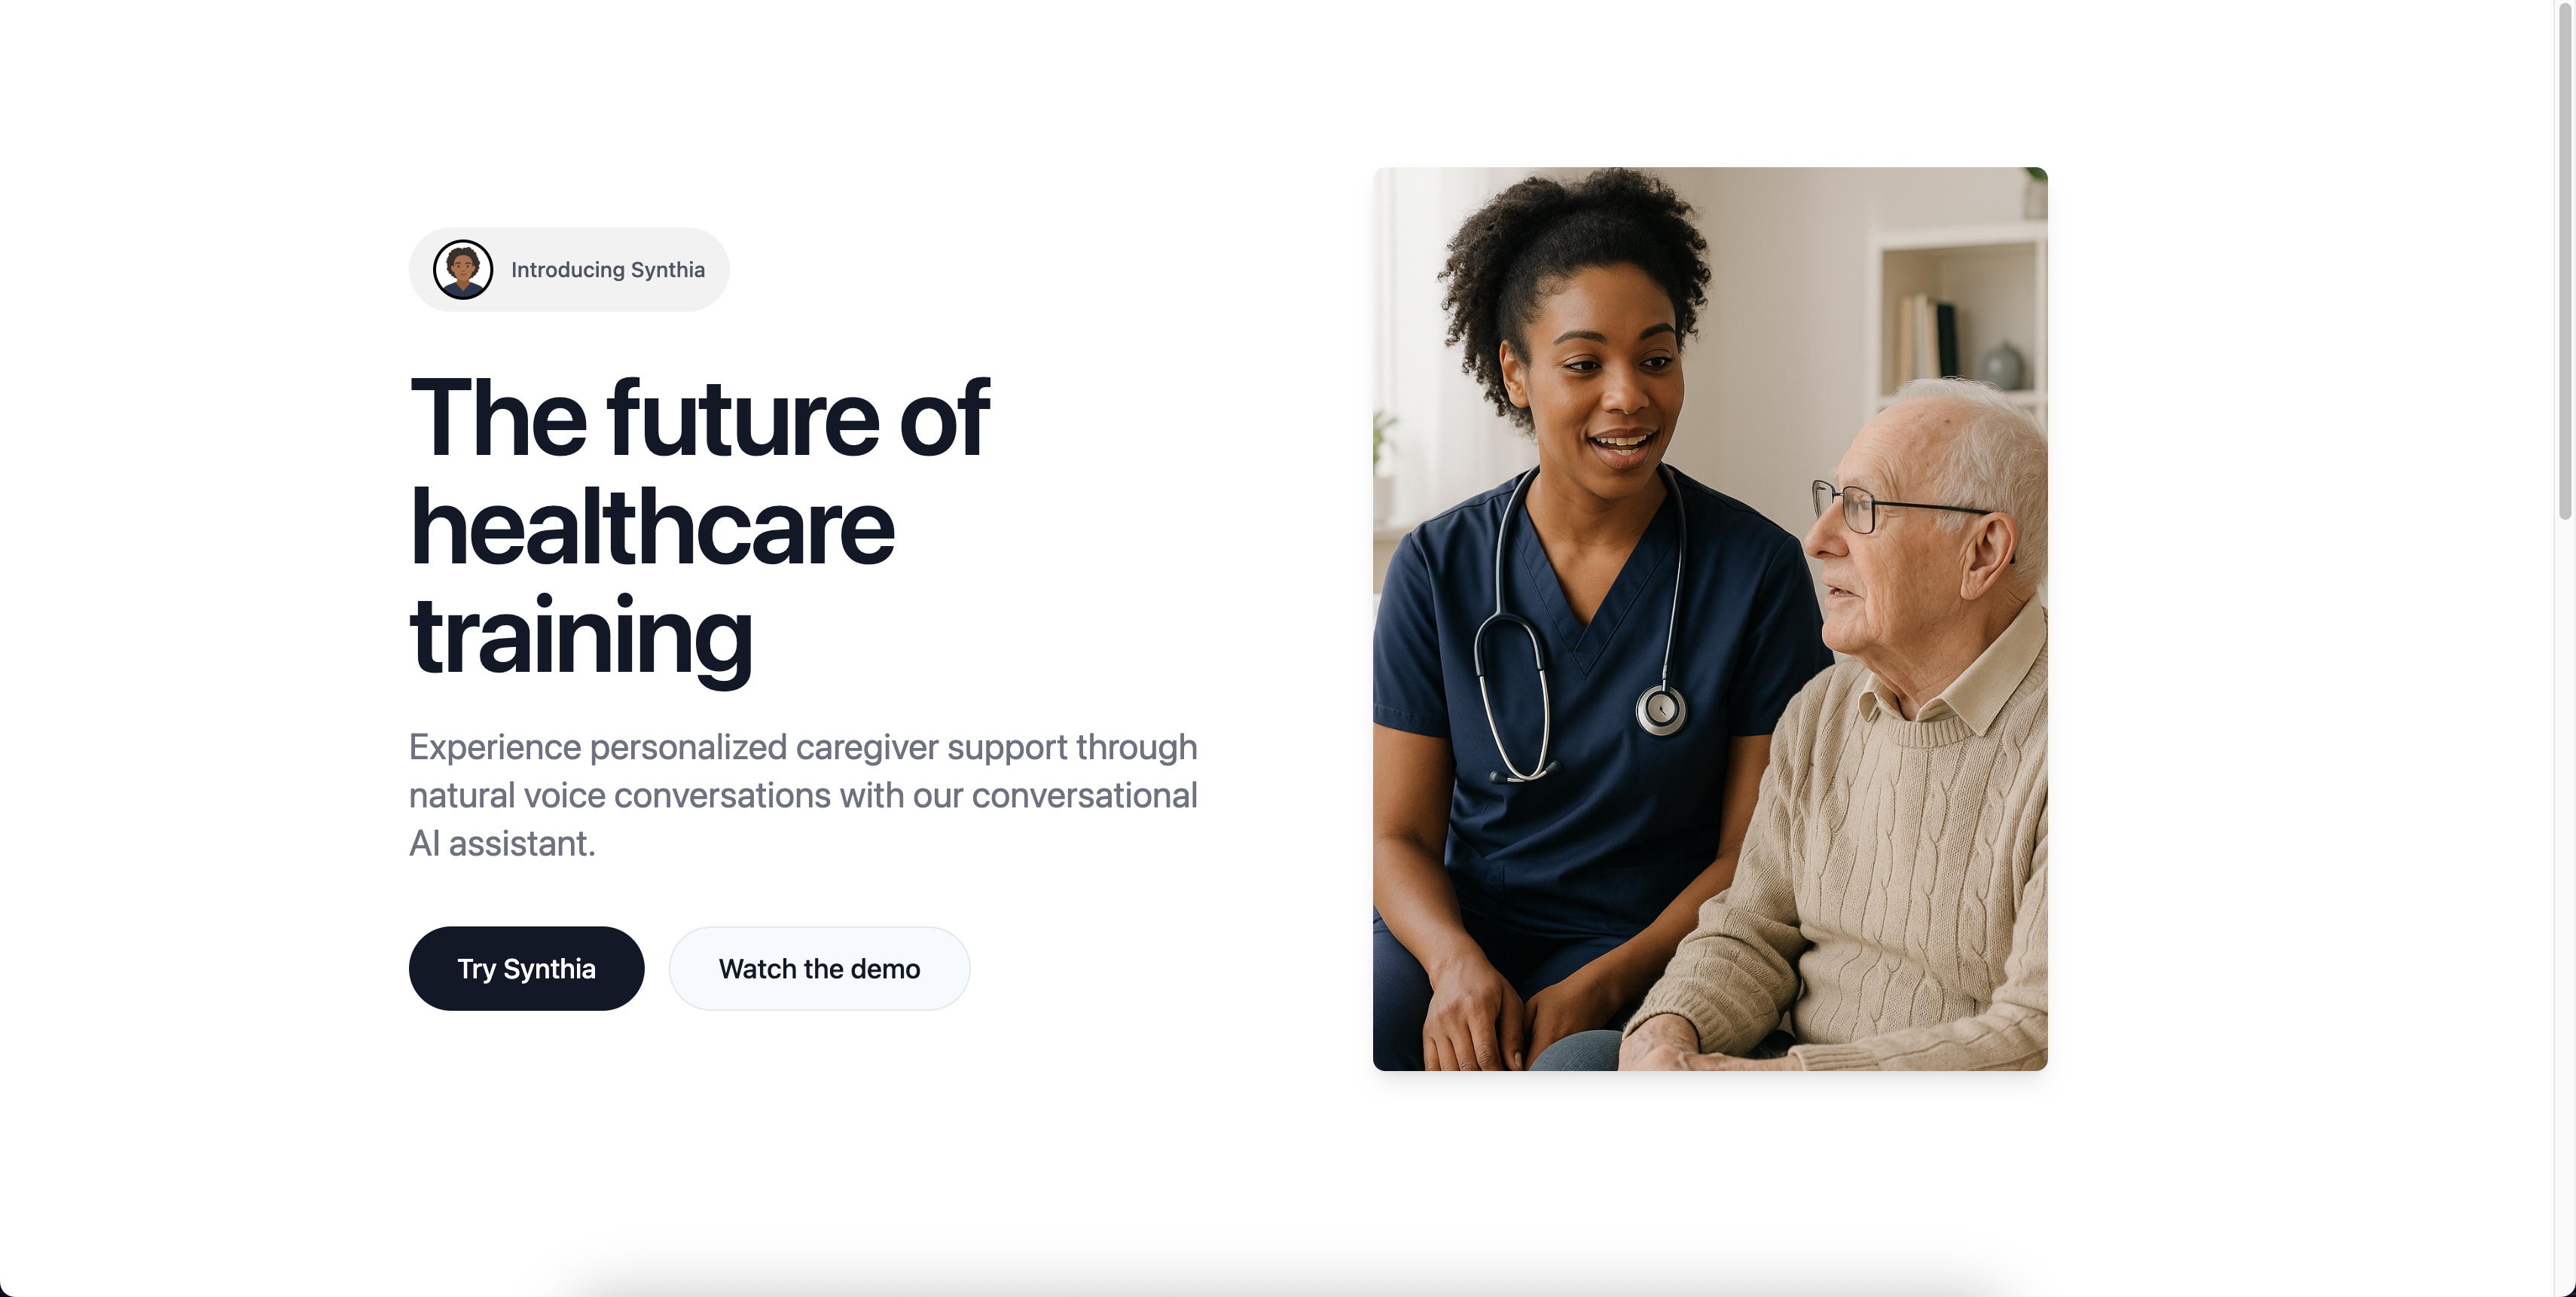 Introducing Synthia
The future of
healthcare
training
Experience personalized caregiver support through
natural voice conversations with our conversational
AI assistant.
Try Synthia
Watch the demo